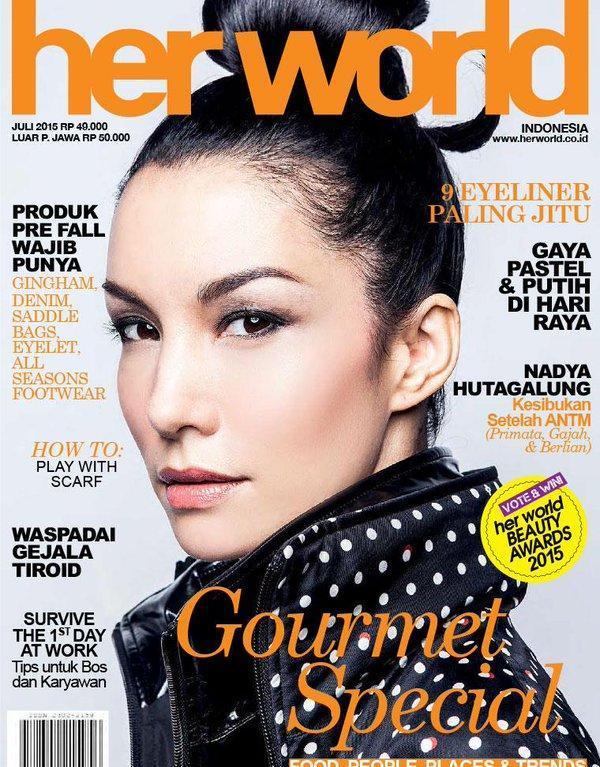 her world
JULI 2015 RP 49.000
LUAR P. JAWA RP 50.000
INDONESIA
www.herworld.co.id
PRODUK
PRE FALL
WAJIB
PUNYA
GINGHAM,
DENIM,
SADDLE
BAGS,
EYELET,
ALL
SEASONS
FOOTWEAR
HOW TO:
PLAY WITH
SCARF
WASPADAI
GEJALA
TIROID
SURVIVE
THE 1ST DAY
AT WORK
Tips untuk Bos
dan Karyawan
9 EYELINER
PALING JITU
GAYA
PASTEL
& PUTIH
DI HARI
RAYA
NADYA
HUTAGALUNG
Kesibukan
Setelah ANTM
(Primata, Gajah,
& Berlian)
VOTE & WIN!
her world
BEAUTY
AWARDS
2015
Gourmet
Special
FOOD, PEOPLE, PLACES & TRENDS